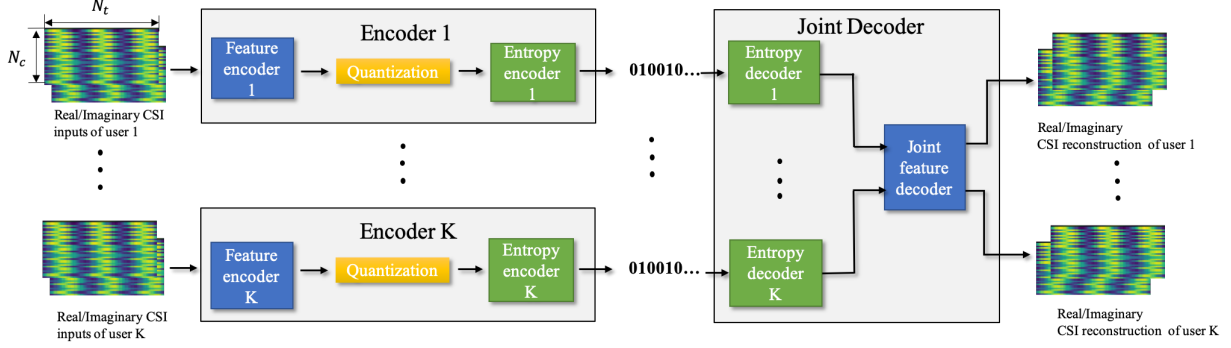 N_t
N_c
Real/Imaginary CSI
inputs of user 1
Encoder 1
Feature
encoder
1
Quantization
Entropy
encoder
1
010010...
Joint Decoder
Entropy
decoder
1
Joint
feature
decoder
Real/Imaginary
CSI reconstruction of user 1
Real/Imaginary CSI
inputs of user K
Encoder K
Feature
encoder
K
Quantization
Entropy
encoder
K
010010...
Entropy
decoder
K
Real/Imaginary
CSI reconstruction of user K